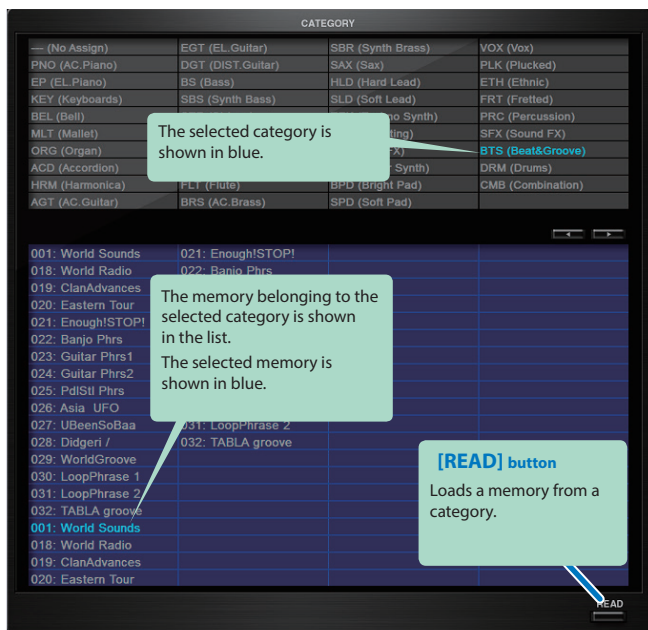 CATEGORY
--- (No Assign) EGT (EL.Guitar) SBR (Synth Brass) VOX (Vox)
PNO (AC.Piano) DGT (DIST.Guitar) SAX (Sax) PLK (Plucked)
EP (EL.Piano) BS (Bass) HLD (Hard Lead) ETH (Ethnic)
KEY (Keyboards) SBS (Synth Bass) SLD (Soft Lead) FRT (Fretted)
BEL (Bell) Synth) PRC (Percussion)
MLT (Mallet) SFX (Sound FX)
ORG (Organ) BTS (Beat&Groove)
ACD (Accordion) Synth) DRM (Drums)
HRM (Harmonica) FLT (Flute) BPD (Bright Pad) CMB (Combination)
AGT (AC.Guitar) BRS (AC.Brass) SPD (Soft Pad)
The selected category is
shown in blue.
001: World Sounds 021: Enough!STOP!
018: World Radio 022: Banjo Phrs
019: ClanAdvances
020: Eastern Tour
021: Enough!STOP!
022: Banjo Phrs
023: Guitar Phrs1
024: Guitar Phrs2
025: PdlStl Phrs
026: Asia UFO
027: UBeenSoBaa 031: LoopPhrase 2
028: Didgeri / 032: TABLA groove
029: WorldGroove
030: LoopPhrase 1
031: LoopPhrase 2
032: TABLA groove
001: World Sounds
018: World Radio
019: ClanAdvances
020: Eastern Tour
The memory belonging to the
selected category is shown
in the list.
The selected memory is
shown in blue.
[READ] button
Loads a memory from a
category.
READ